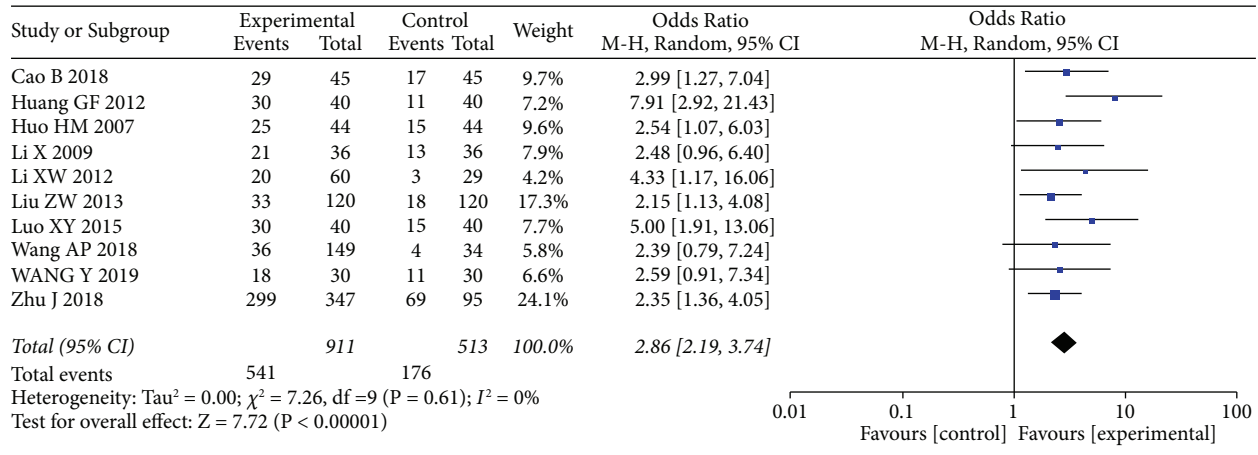 Study or Subgroup Experimental Control Weight Odds Ratio Odds Ratio
Events Total Events Total M-H, Random, 95% CI M-H, Random, 95% CI
Cao B 2018 29 45 17 45 9.7% 2.99 [1.27, 7.04]
Huang GF 2012 30 40 11 40 7.2% 7.91 [2.92, 21.43]
Huo HM 2007 25 44 15 44 9.6% 2.54 [1.07, 6.03]
Li X 2009 21 36 13 36 7.9% 2.48 [0.96, 6.40]
Li XW 2012 20 60 3 29 4.2% 4.33 [1.17, 16.06]
Liu ZW 2013 33 120 18 120 17.3% 2.15 [1.13, 4.08]
Luo XY 2015 30 40 15 40 7.7% 5.00 [1.91, 13.06]
Wang AP 2018 36 149 4 34 5.8% 2.39 [0.79, 7.24]
WANG Y 2019 18 30 11 30 6.6% 2.59 [0.91, 7.34]
Zhu J 2018 299 347 69 95 24.1% 2.35 [1.36, 4.05]
Total (95% CI) 911 513 100.0% 2.86 [2.19, 3.74]
Total events 541 176
Heterogeneity: Tau² = 0.00; χ² = 7.26, df =9 (P = 0.61); I² = 0%
Test for overall effect: Z = 7.72 (P < 0.00001)
0.01 0.1 1 10 100
Favours [control] Favours [experimental]